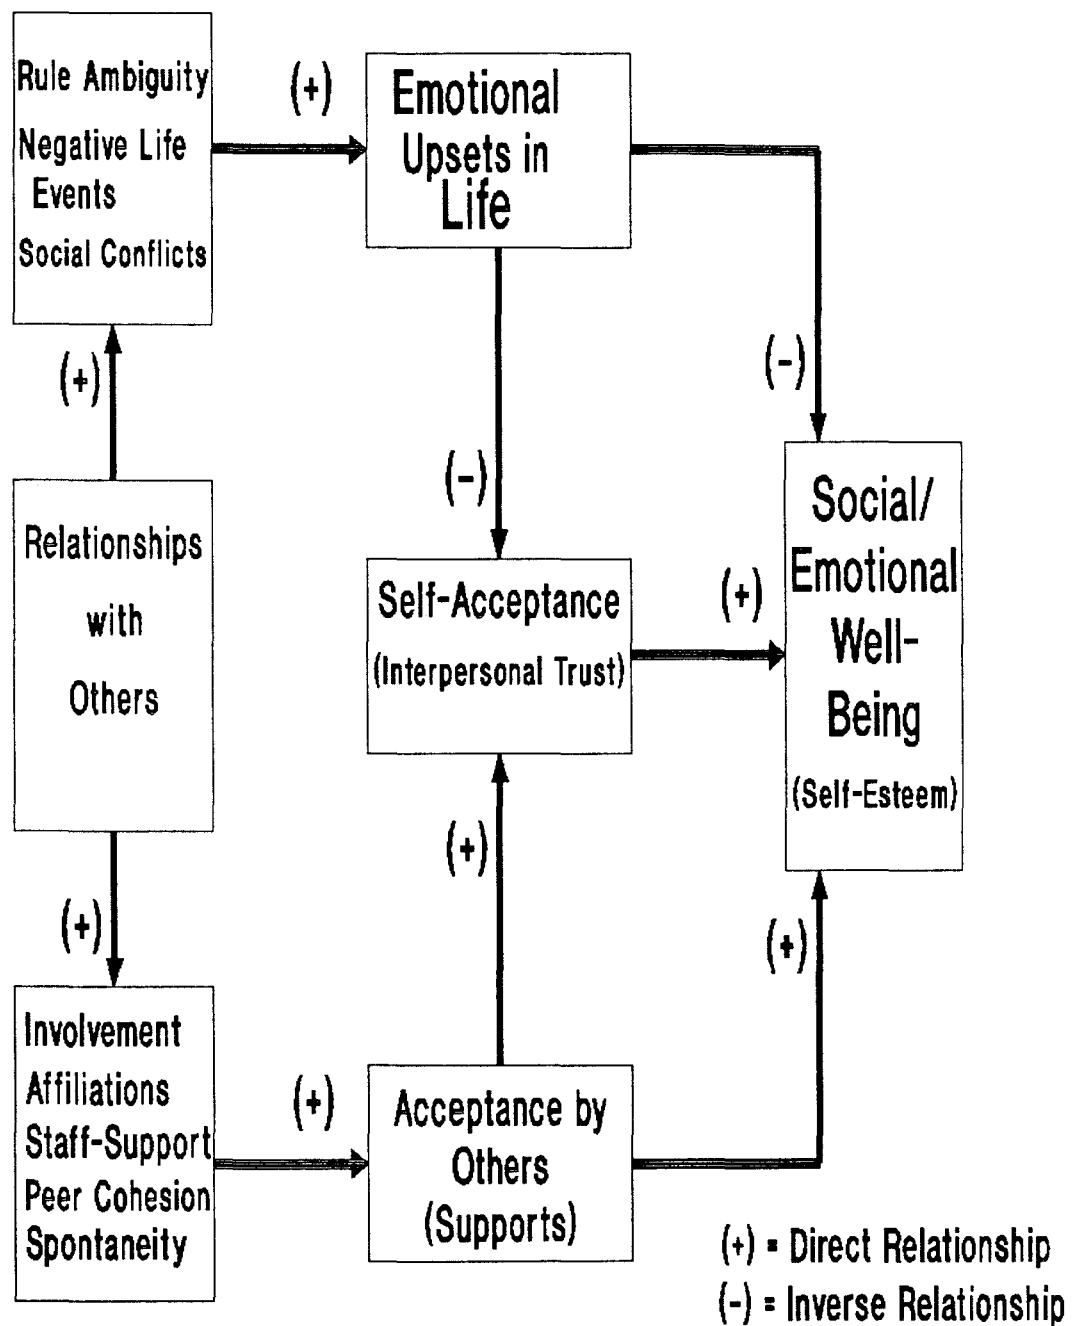 Rule Ambiguity
Negative Life
Events
Social Conflicts
(+)
Emotional
Upsets in
Life
(+)
(-)
(-)
Relationships
with
Others
Self-Acceptance
(Interpersonal Trust)
(+)
Social/
Emotional
Well-
Being
(Self-Esteem)
(+)
(+)
(+)
Involvement
Affiliations
Staff-Support
Peer Cohesion
Spontaneity
(+)
Acceptance by
Others
(Supports)
(+) = Direct Relationship
(-) = Inverse Relationship